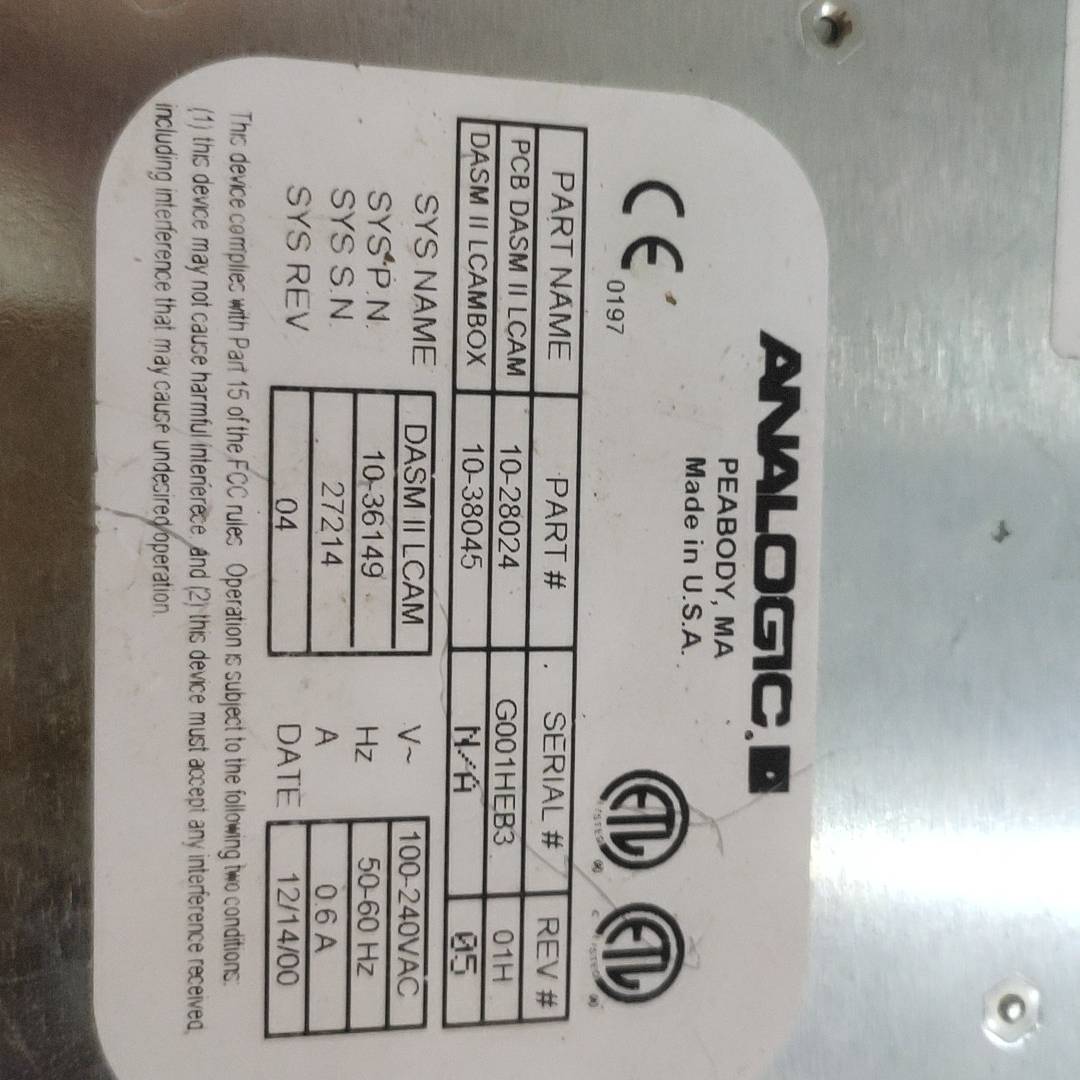 ANALOGIC.
PEABODY, MA
Made in U.S.A.
CE 0197
ETL ETL
LISTED
PART NAME PART # SERIAL # REV #
PCB DASM II LCAM 10-28024 G001HEB3 01H
DASM II LCAMBOX 10-38045 N/A 05
SYS NAME DASM II LCAM V~ 100-240VAC
SYS P.N. 10-36149 Hz 50-60 Hz
SYS S.N. 27214 A 0.6 A
SYS REV 04 DATE 12/14/00
This device complies with Part 15 of the FCC rules. Operation is subject to the following two conditions:
(1) this device may not cause harmful interferece, and (2) this device must accept any interference received,
including interference that may cause undesired operation.